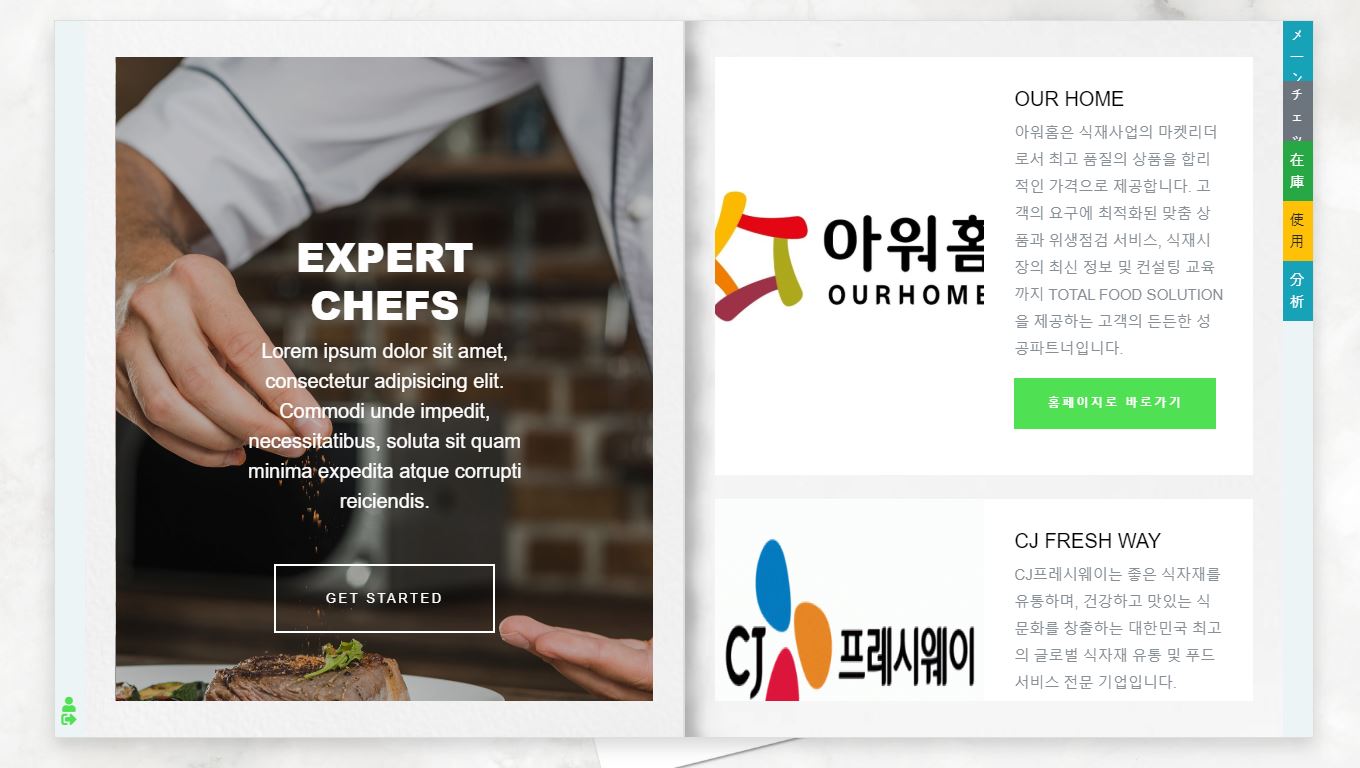 EXPERT
CHEFS
Lorem ipsum dolor sit amet,
consectetur adipisicing elit.
Commodi unde impedit,
necessitatibus, soluta sit quam
minima expedita atque corrupti
reiciendis.
GET STARTED
아워홈
OURHOME
OUR HOME
아워홈은 식재사업의 마켓리더
로서 최고 품질의 상품을 합리
적인 가격으로 제공합니다. 고
객의 요구에 최적화된 맞춤 상
품과 위생점검 서비스, 식재시
장의 최신 정보 및 컨설팅 교육
까지 TOTAL FOOD SOLUTION
을 제공하는 고객의 든든한 성
공파트너입니다.
홈페이지로 바로가기
CJ 프레시웨이
CJ FRESH WAY
CJ프레시웨이는 좋은 식자재를
유통하며, 건강하고 맛있는 식
문화를 창출하는 대한민국 최고
의 글로벌 식자재 유통 및 푸드
서비스 전문 기업입니다.
メーン
チェッ
在庫
使用
分析